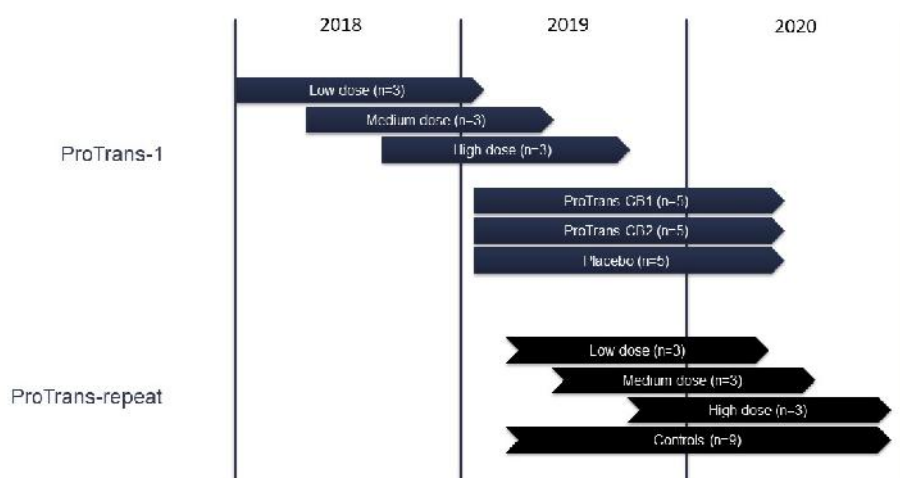 2018 2019 2020
Low dose (n=3)
Medium dose (n=3)
High dose (n=3)
ProTrans-1
ProTrans CB1 (n=5)
ProTrans CB2 (n=5)
Placebo (n=5)
Low dose (n=3)
Medium dose (n=3)
ProTrans-repeat
High dose (n=3)
Controls (n=9)